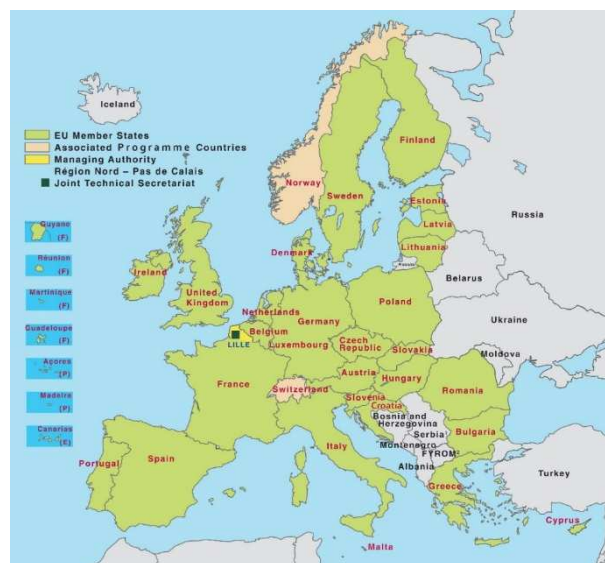 Iceland
EU Member States
Associated Programme Countries
Managing Authority
Région Nord – Pas de Calais
Joint Technical Secretariat
Finland
Norway
Sweden
Russia
Estonia
Latvia
Lithuania
Russia
Denmark
Belarus
Guyane
(F)
Réunion
(F)
Martinique
(F)
Guadeloupe
(F)
Açores
(P)
Madeira
(P)
Canarias
(E)
Ireland
United
Kingdom
Netherlands
Poland
Germany
Belgium
LILLE
Luxembourg
Czech
Republic
Ukraine
Slovakia
Moldova
Austria
Hungary
France
Switzerland
Romania
Slovenia
Croatia
Bosnia and
Herzegovina
Serbia
Montenegro
Bulgaria
FYROM
Albania
Italy
Portugal
Spain
Greece
Turkey
Cyprus
Malta